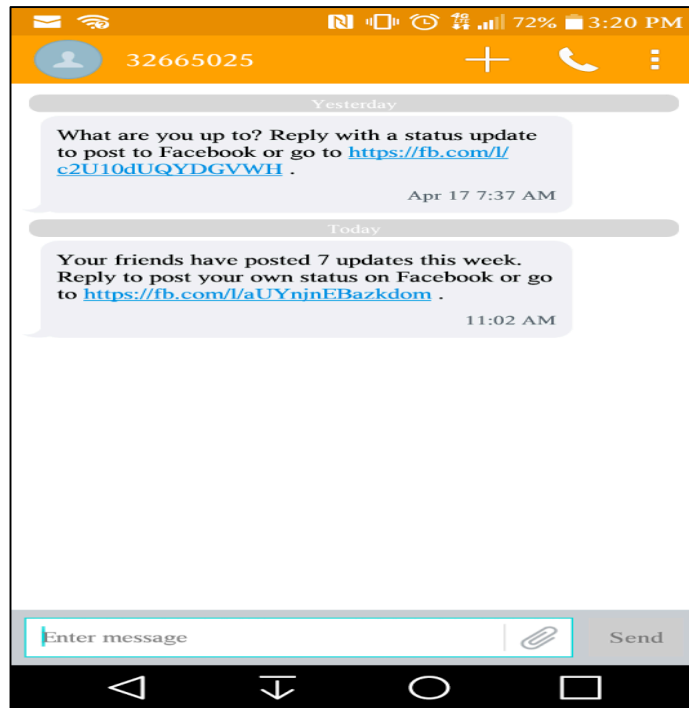 72% 3:20 PM
32665025
Yesterday
What are you up to? Reply with a status update
to post to Facebook or go to https://fb.com/l/
c2U10dUQYDGVWH .
Apr 17 7:37 AM
Today
Your friends have posted 7 updates this week.
Reply to post your own status on Facebook or go
to https://fb.com/l/aUYnjnEBazkdom .
11:02 AM
Enter message
Send